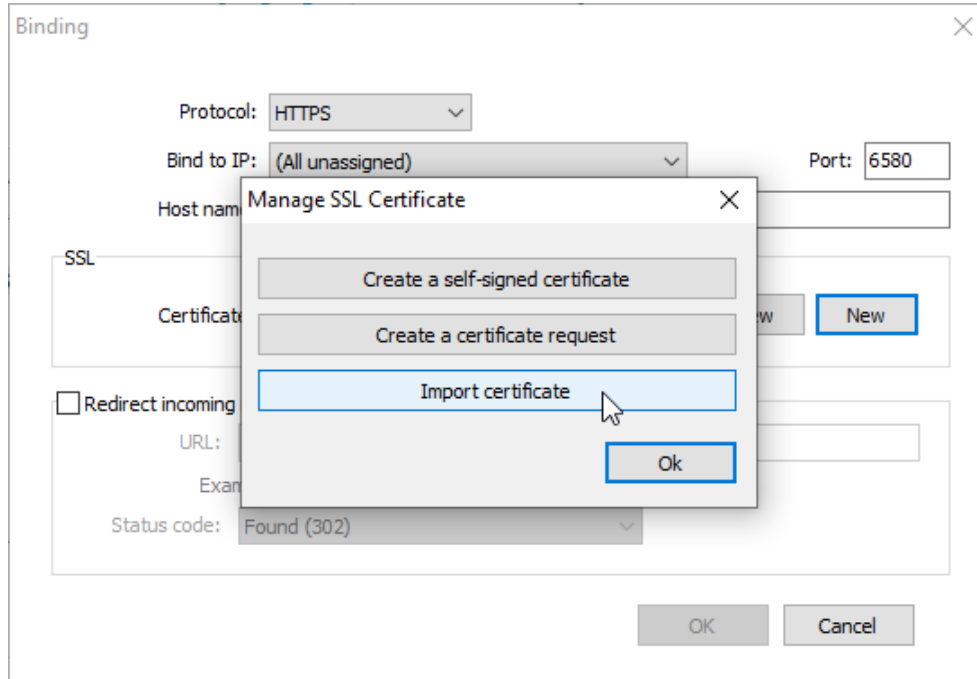 Binding
Protocol: HTTPS
Bind to IP: (All unassigned) Port: 6580
Host nam
Manage SSL Certificate
SSL
Create a self-signed certificate
Certificate
ew New
Create a certificate request
Import certificate
Redirect incoming
URL:
Ok
Exam
Status code: Found (302)
OK Cancel